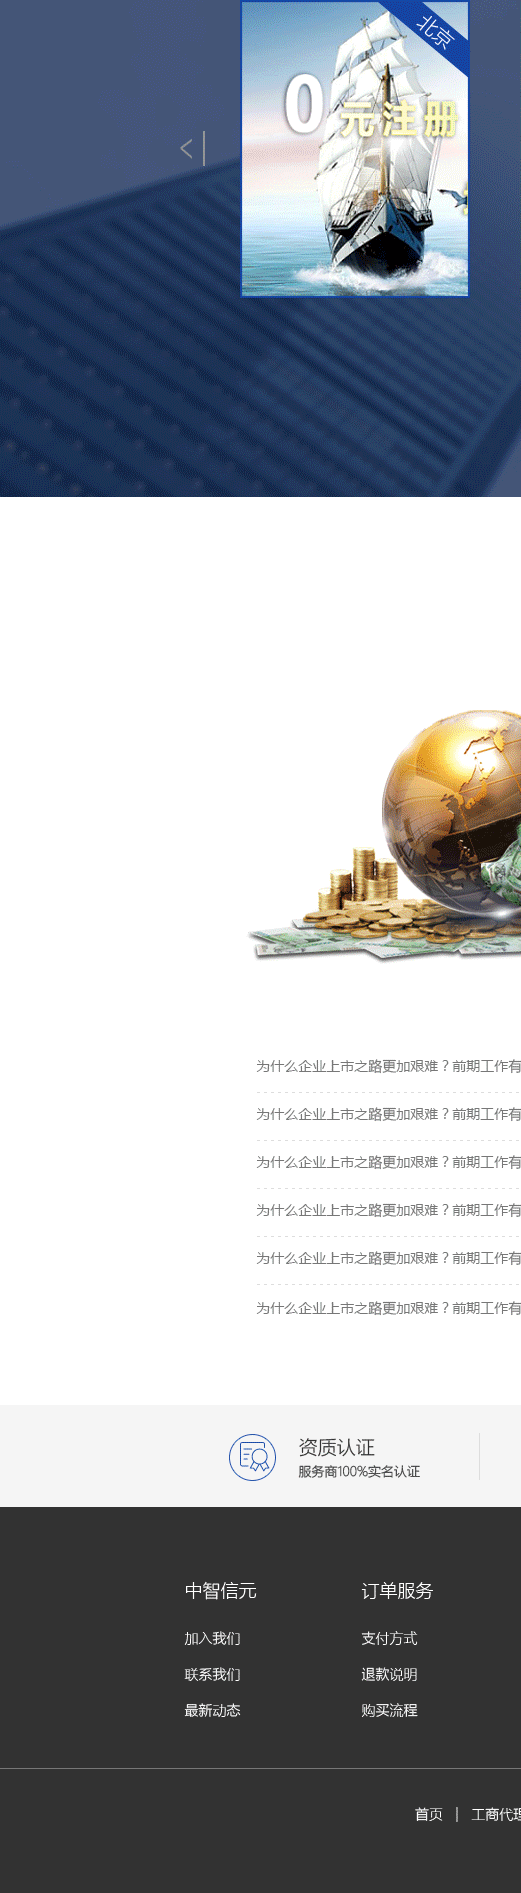 北京
0元注册
为什么企业上市之路更加艰难？前期工作有
为什么企业上市之路更加艰难？前期工作有
为什么企业上市之路更加艰难？前期工作有
为什么企业上市之路更加艰难？前期工作有
为什么企业上市之路更加艰难？前期工作有
为什么企业上市之路更加艰难？前期工作有
资质认证
服务商100%实名认证
中智信元 订单服务
加入我们 支付方式
联系我们 退款说明
最新动态 购买流程
首页 | 工商代理